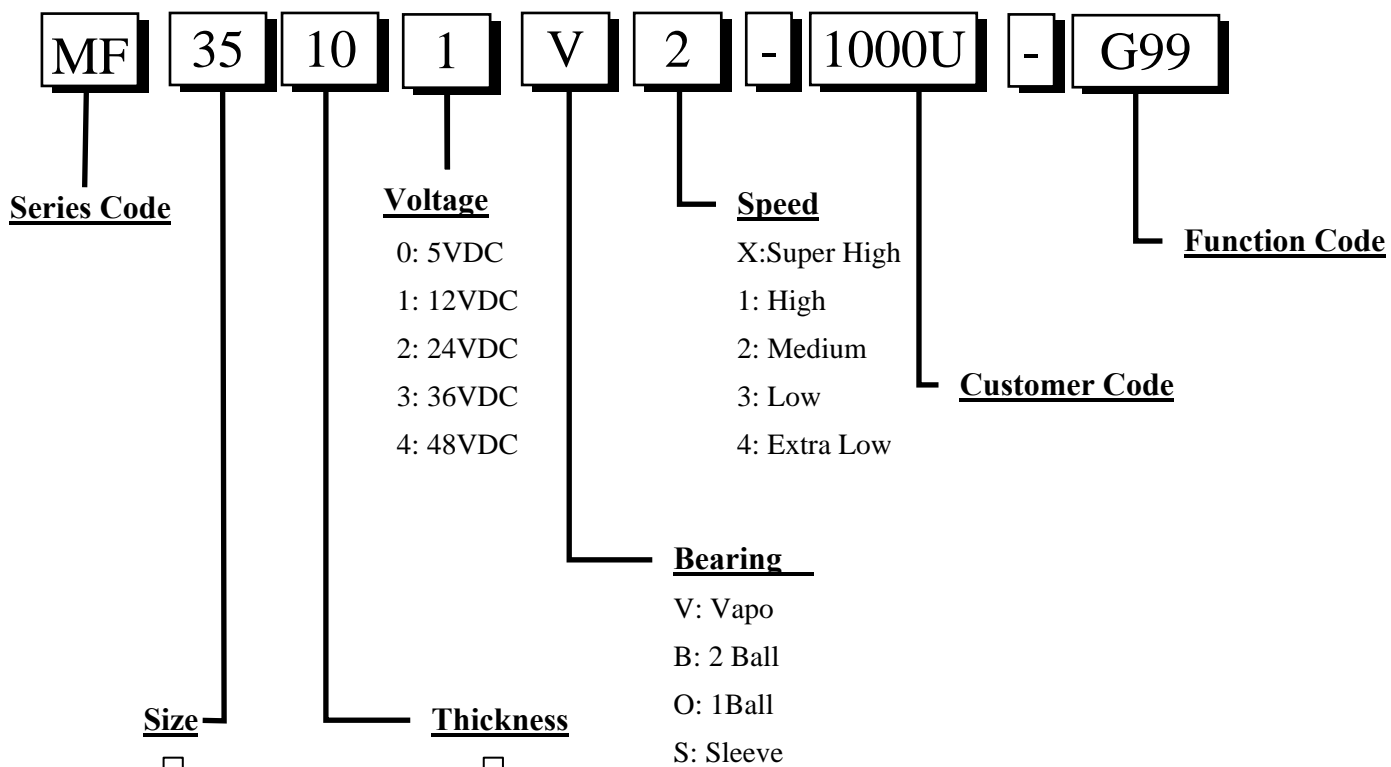 MF 35 10 1 V 2 - 1000U - G99
Series Code
Voltage
0: 5VDC
1: 12VDC
2: 24VDC
3: 36VDC
4: 48VDC
Speed
X:Super High
1: High
2: Medium
3: Low
4: Extra Low
Function Code
Customer Code
Bearing
V: Vapo
B: 2 Ball
O: 1Ball
S: Sleeve
Size
Thickness